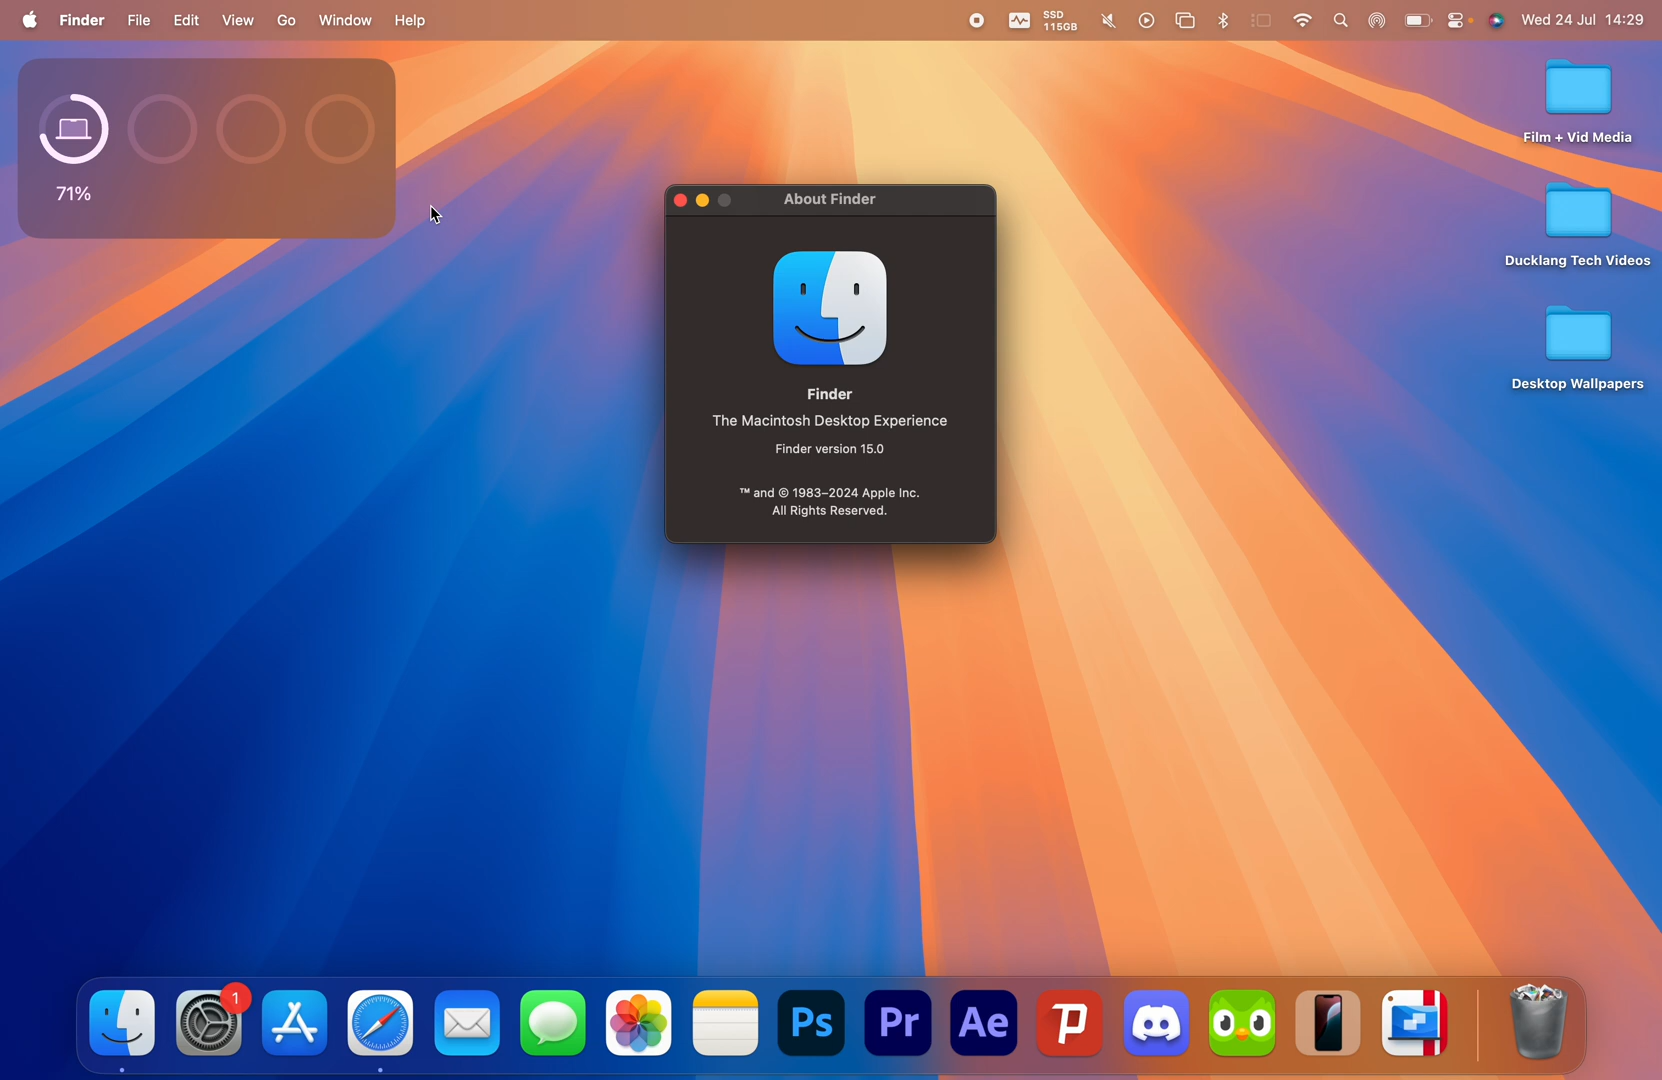 Finder File Edit View Go Window Help
SSD
115GB
Wed 24 Jul 14:29
71%
Film + Vid Media
Ducklang Tech Videos
Desktop Wallpapers
About Finder
Finder
The Macintosh Desktop Experience
Finder version 15.0
™ and © 1983–2024 Apple Inc.
All Rights Reserved.
1
Ps
Pr
Ae